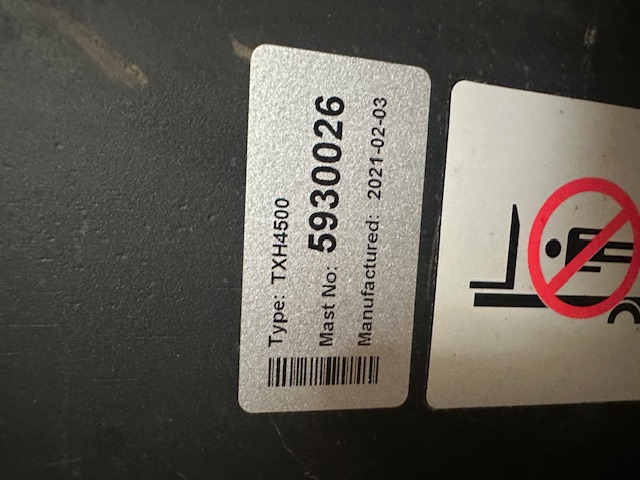 Type: TXH4500
Mast No: 5930026
Manufactured: 2021-02-03